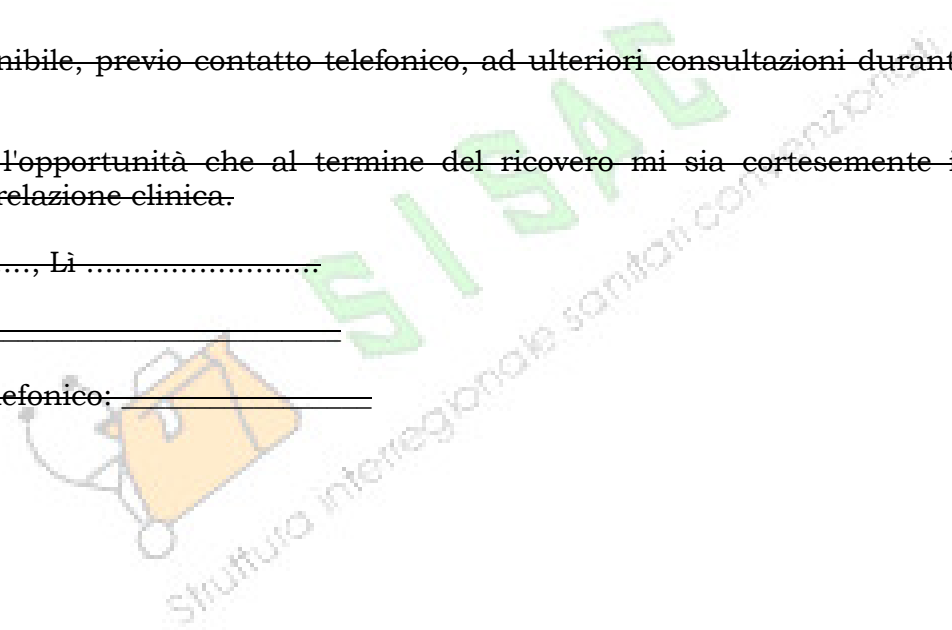 nibile, previo contatto telefonico, ad ulteriori consultazioni durant
l'opportunità che al termine del ricovero mi sia cortesemente i
relazione clinica.
..., Lì .........................
efonico:
SISAC
Struttura interregionale sanitari convenzionati